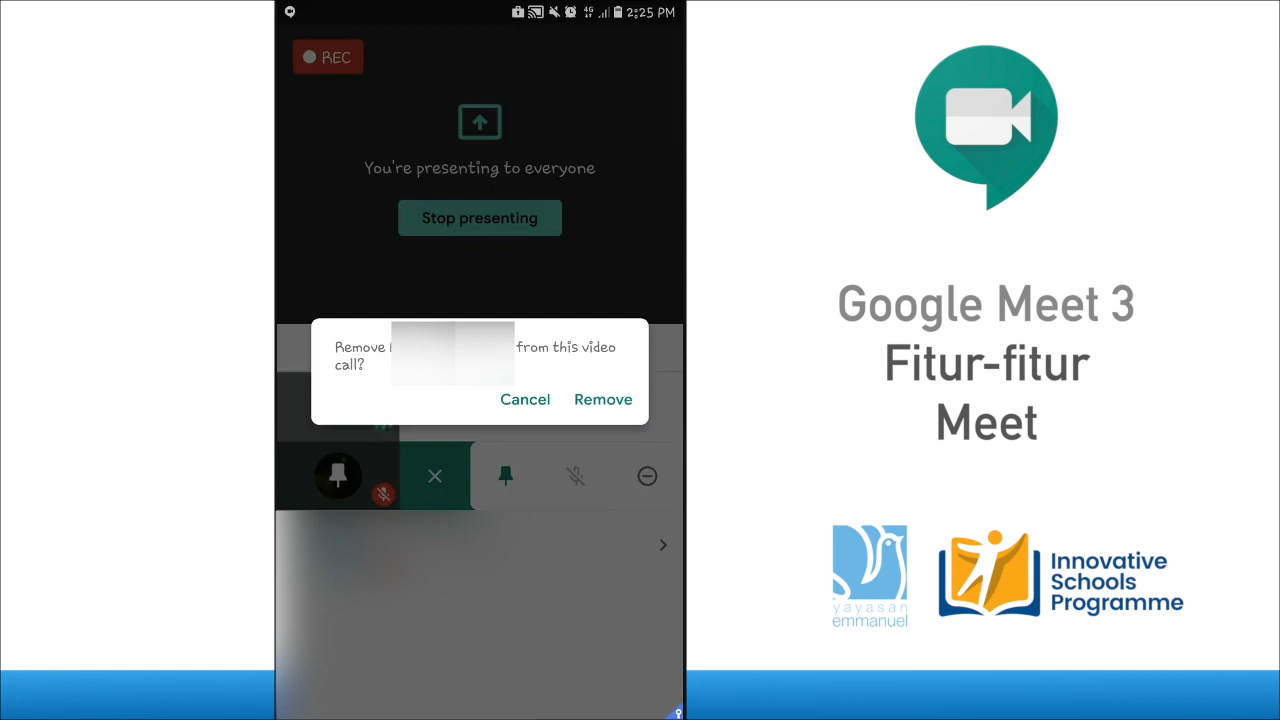 4G 2:25 PM
REC
You're presenting to everyone
Stop presenting
Remove
from this video
call?
Cancel Remove
Google Meet 3
Fitur-fitur
Meet
yayasan
emmanuel
Innovative
Schools
Programme